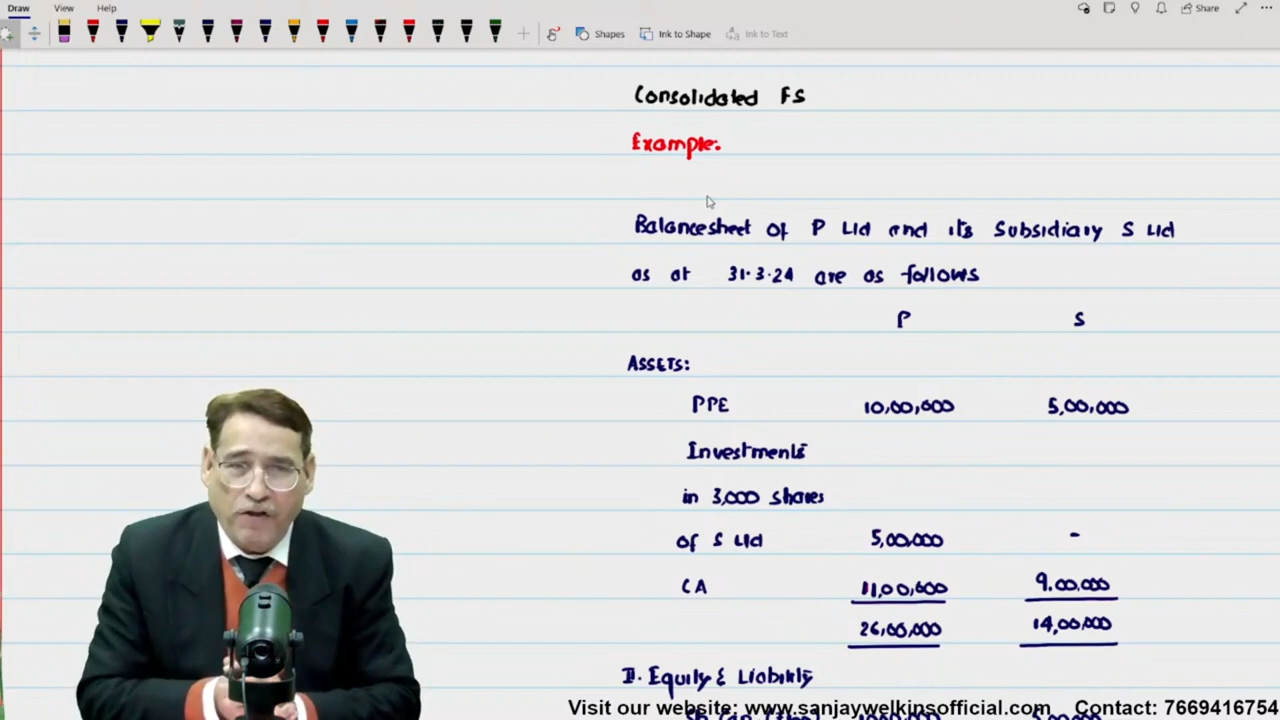 Draw View Help
Share
Shapes Ink to Shape Ink to Text
Consolidated FS
Example:
Balancesheet of P Ltd and its Subsidiary S Ltd
as at 31.3.24 are as follows
P S
ASSETS:
PPE 10,00,000 5,00,000
Investments
in 3,000 shares
of S Ltd 5,00,000 -
CA 11,00,000 9,00,000
26,00,000 14,00,000
II. Equity & Liability
Visit our website: www.sanjaywelkinsofficial.com Contact: 7669416754